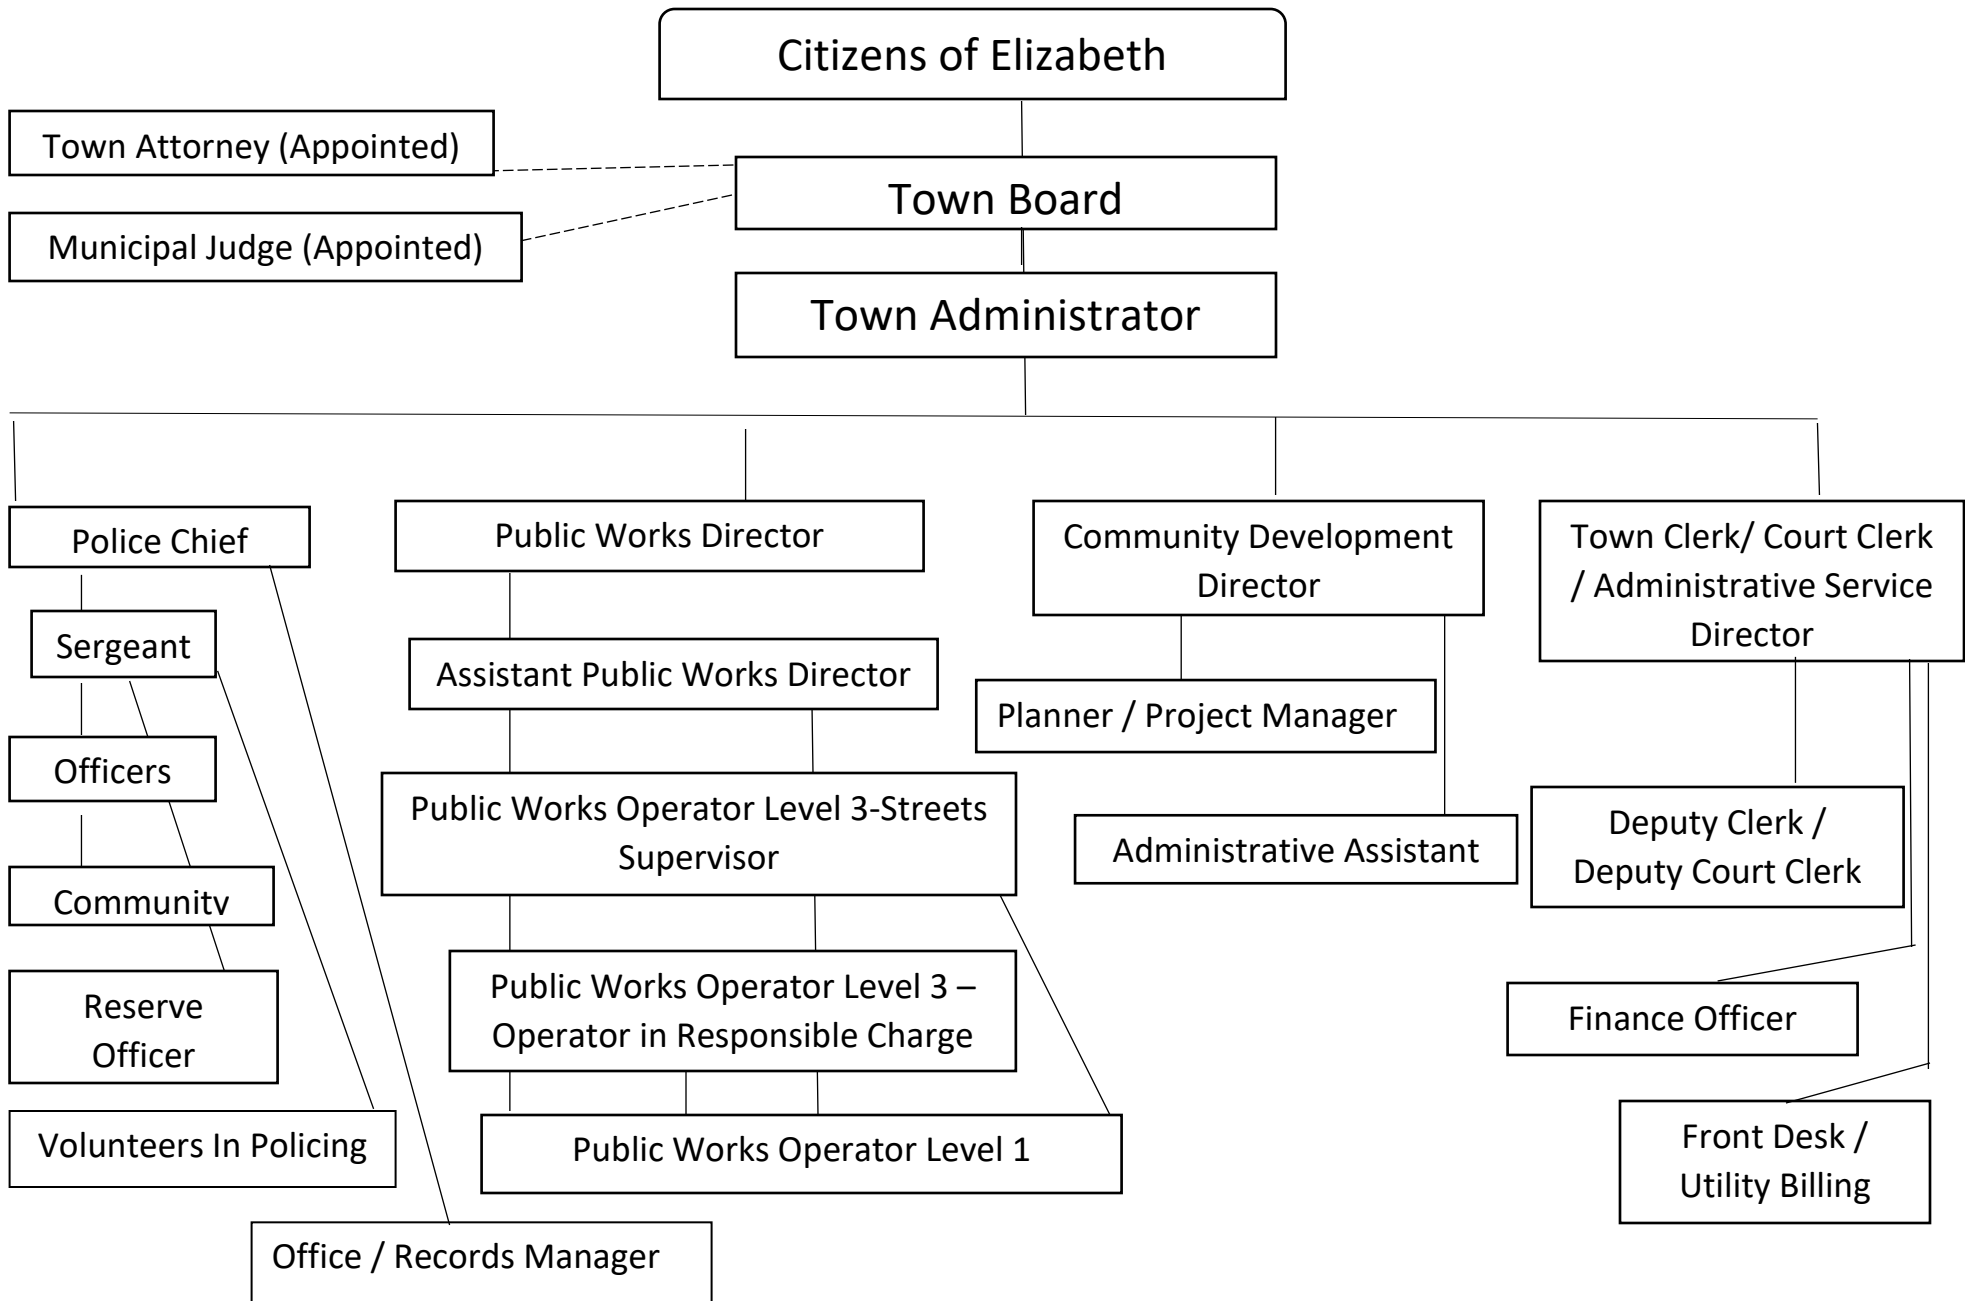 Citizens of Elizabeth
Town Attorney (Appointed)
Town Board
Municipal Judge (Appointed)
Town Administrator
Police Chief
Sergeant
Officers
Community
Reserve
Officer
Volunteers In Policing
Office / Records Manager
Public Works Director
Assistant Public Works Director
Public Works Operator Level 3-Streets
Supervisor
Public Works Operator Level 3 –
Operator in Responsible Charge
Public Works Operator Level 1
Community Development
Director
Planner / Project Manager
Administrative Assistant
Town Clerk/ Court Clerk
/ Administrative Service
Director
Deputy Clerk /
Deputy Court Clerk
Finance Officer
Front Desk /
Utility Billing